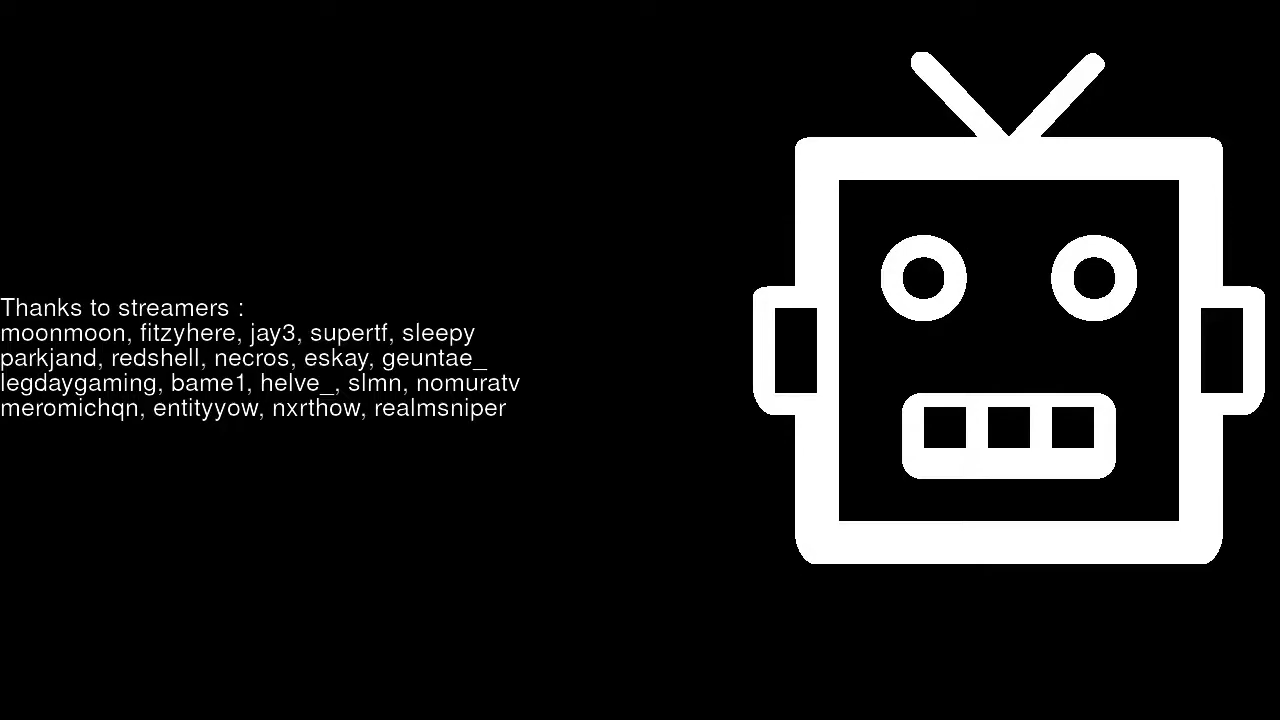 Thanks to streamers :
moonmoon, fitzyhere, jay3, supertf, sleepy
parkjand, redshell, necros, eskay, geuntae_
legdaygaming, bame1, helve_, slmn, nomuratv
meromichqn, entityyow, nxrthow, realmsniper